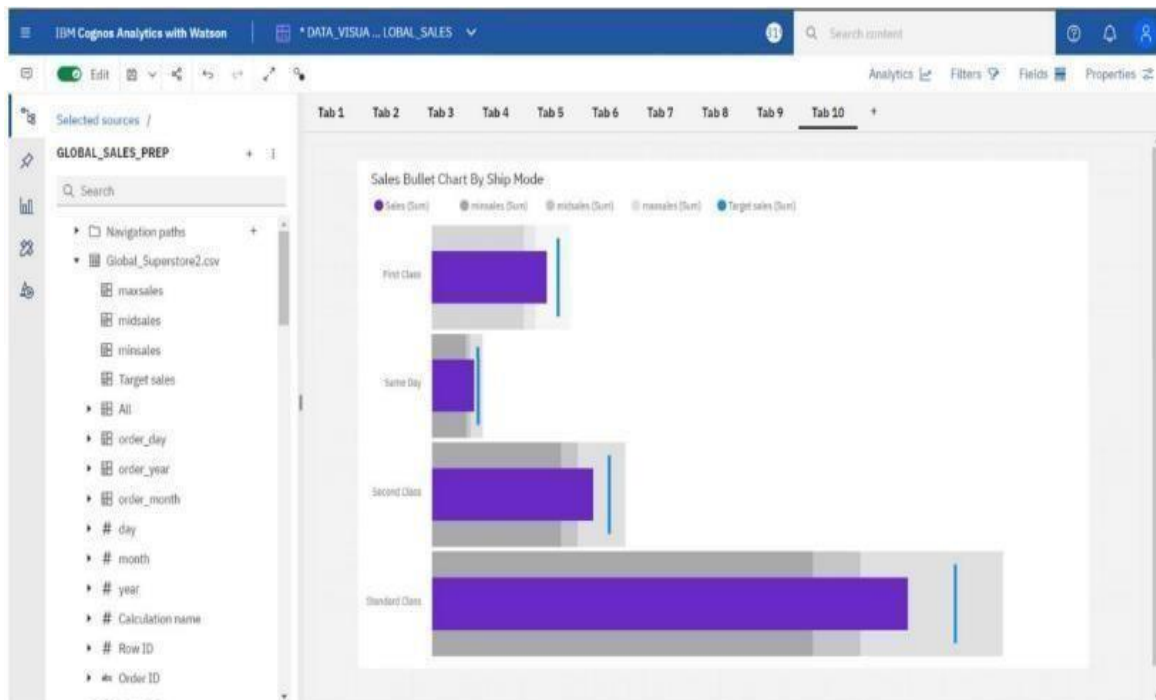 IBM Cognos Analytics with Watson
* DATA_VISUA ... LOBAL_SALES
Search content
Edit
Analytics
Filters
Fields
Properties
Selected sources /
GLOBAL_SALES_PREP
Search
Navigation paths
Global_Superstore2.csv
maxsales
midsales
minsales
Target sales
All
order_day
order_year
order_month
# day
# month
# year
# Calculation name
# Row ID
abc Order ID
Tab 1 Tab 2 Tab 3 Tab 4 Tab 5 Tab 6 Tab 7 Tab 8 Tab 9 Tab 10 +
Sales Bullet Chart By Ship Mode
Sales (Sum) minsales (Sum) midsales (Sum) maxsales (Sum) Target sales (Sum)
First Class
Same Day
Second Class
Standard Class